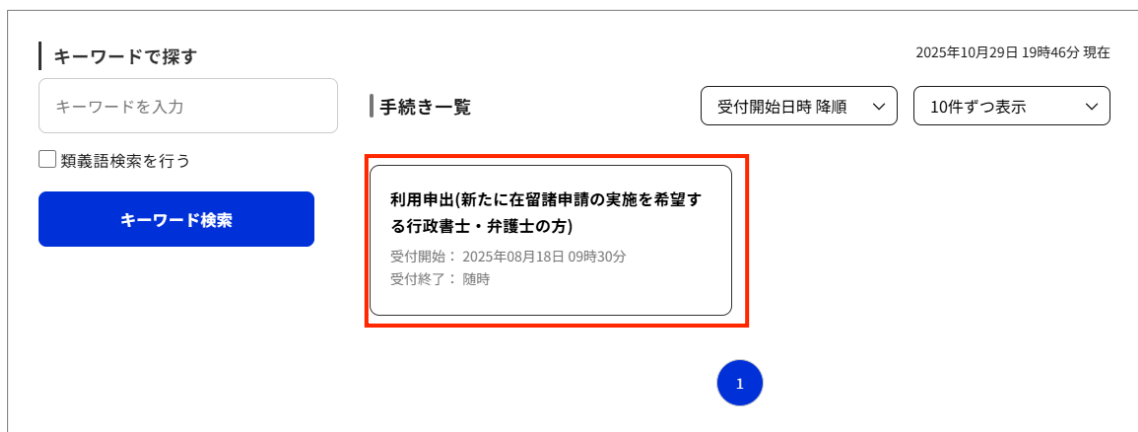 キーワードで探す
2025年10月29日 19時46分 現在
キーワードを入力
手続き一覧
受付開始日時 降順
10件ずつ表示
類義語検索を行う
キーワード検索
利用申出(新たに在留諸申請の実施を希望す
る行政書士・弁護士の方)
受付開始： 2025年08月18日 09時30分
受付終了： 随時
1